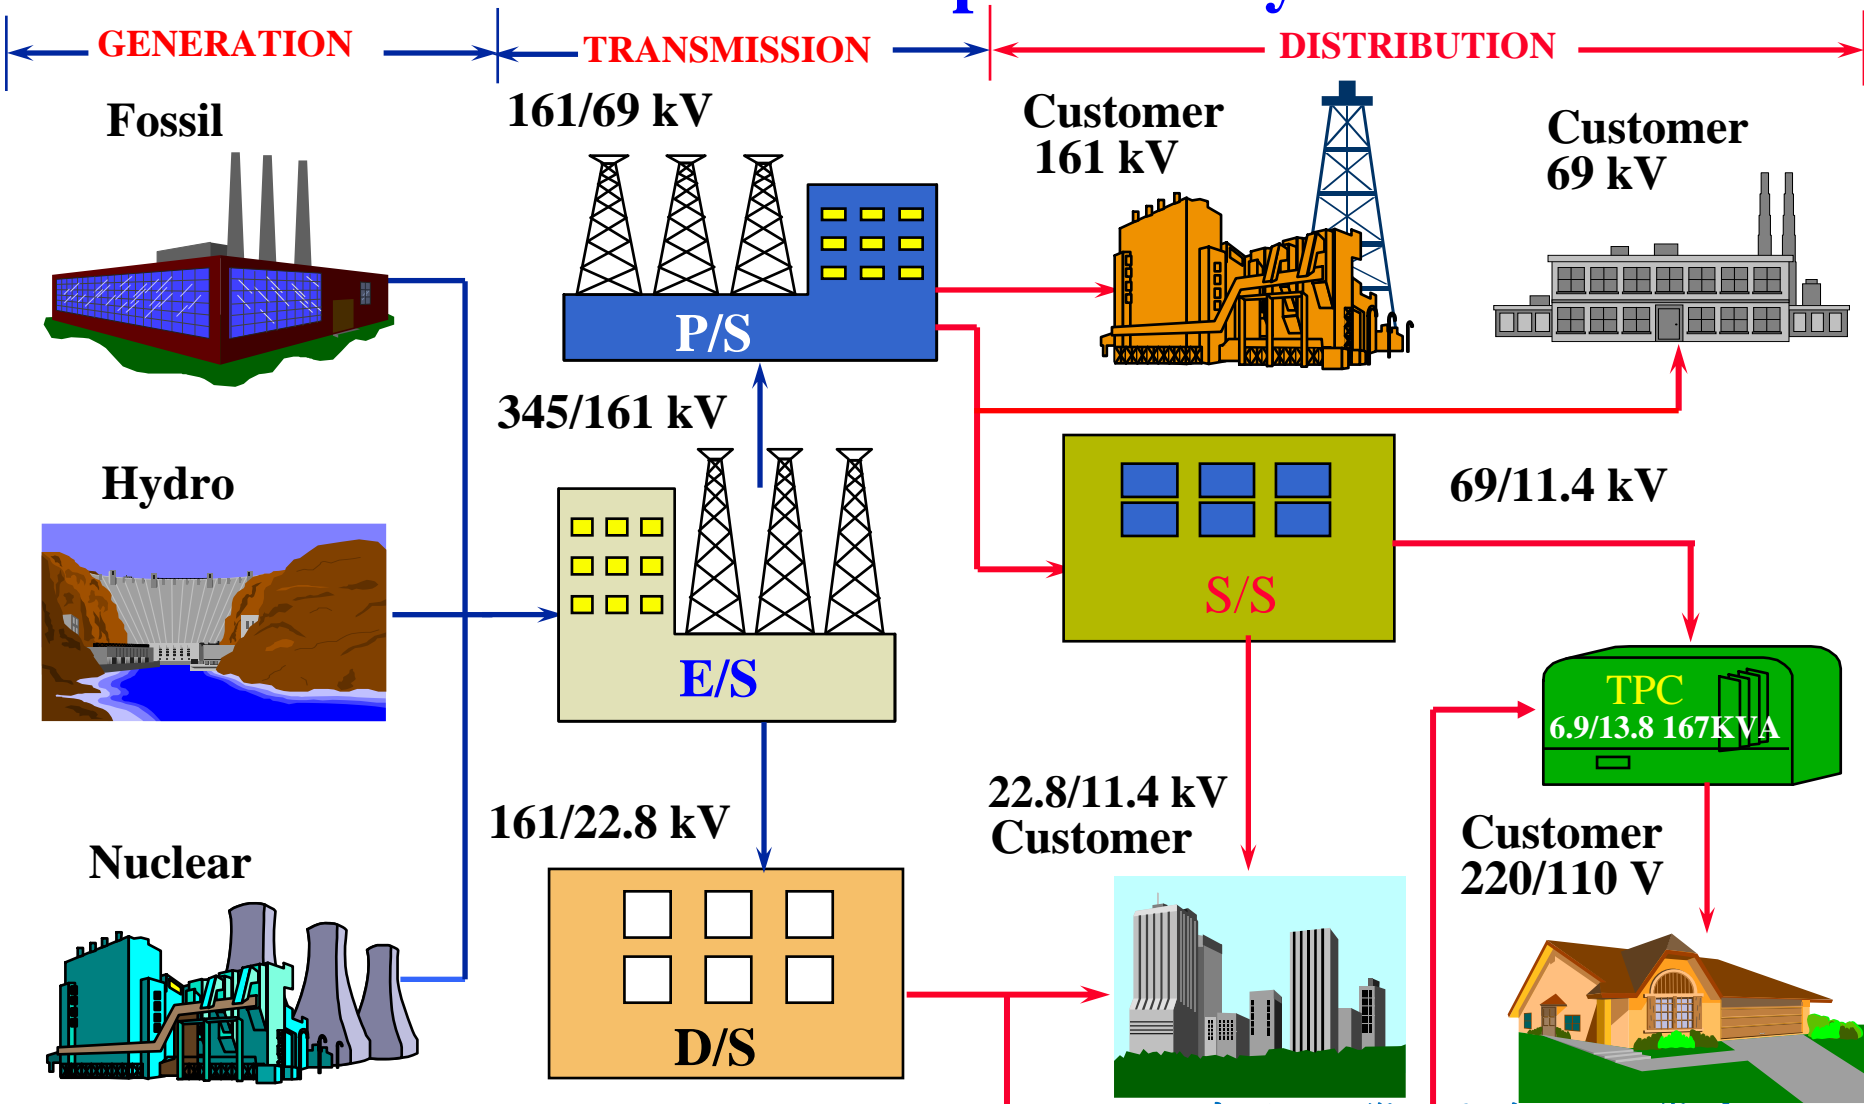 GENERATION
TRANSMISSION
DISTRIBUTION
Fossil
161/69 kV
Customer
161 kV
Customer
69 kV
P/S
345/161 kV
Hydro
69/11.4 kV
S/S
E/S
TPC
6.9/13.8 167KVA
22.8/11.4 kV
Customer
161/22.8 kV
Customer
220/110 V
Nuclear
D/S